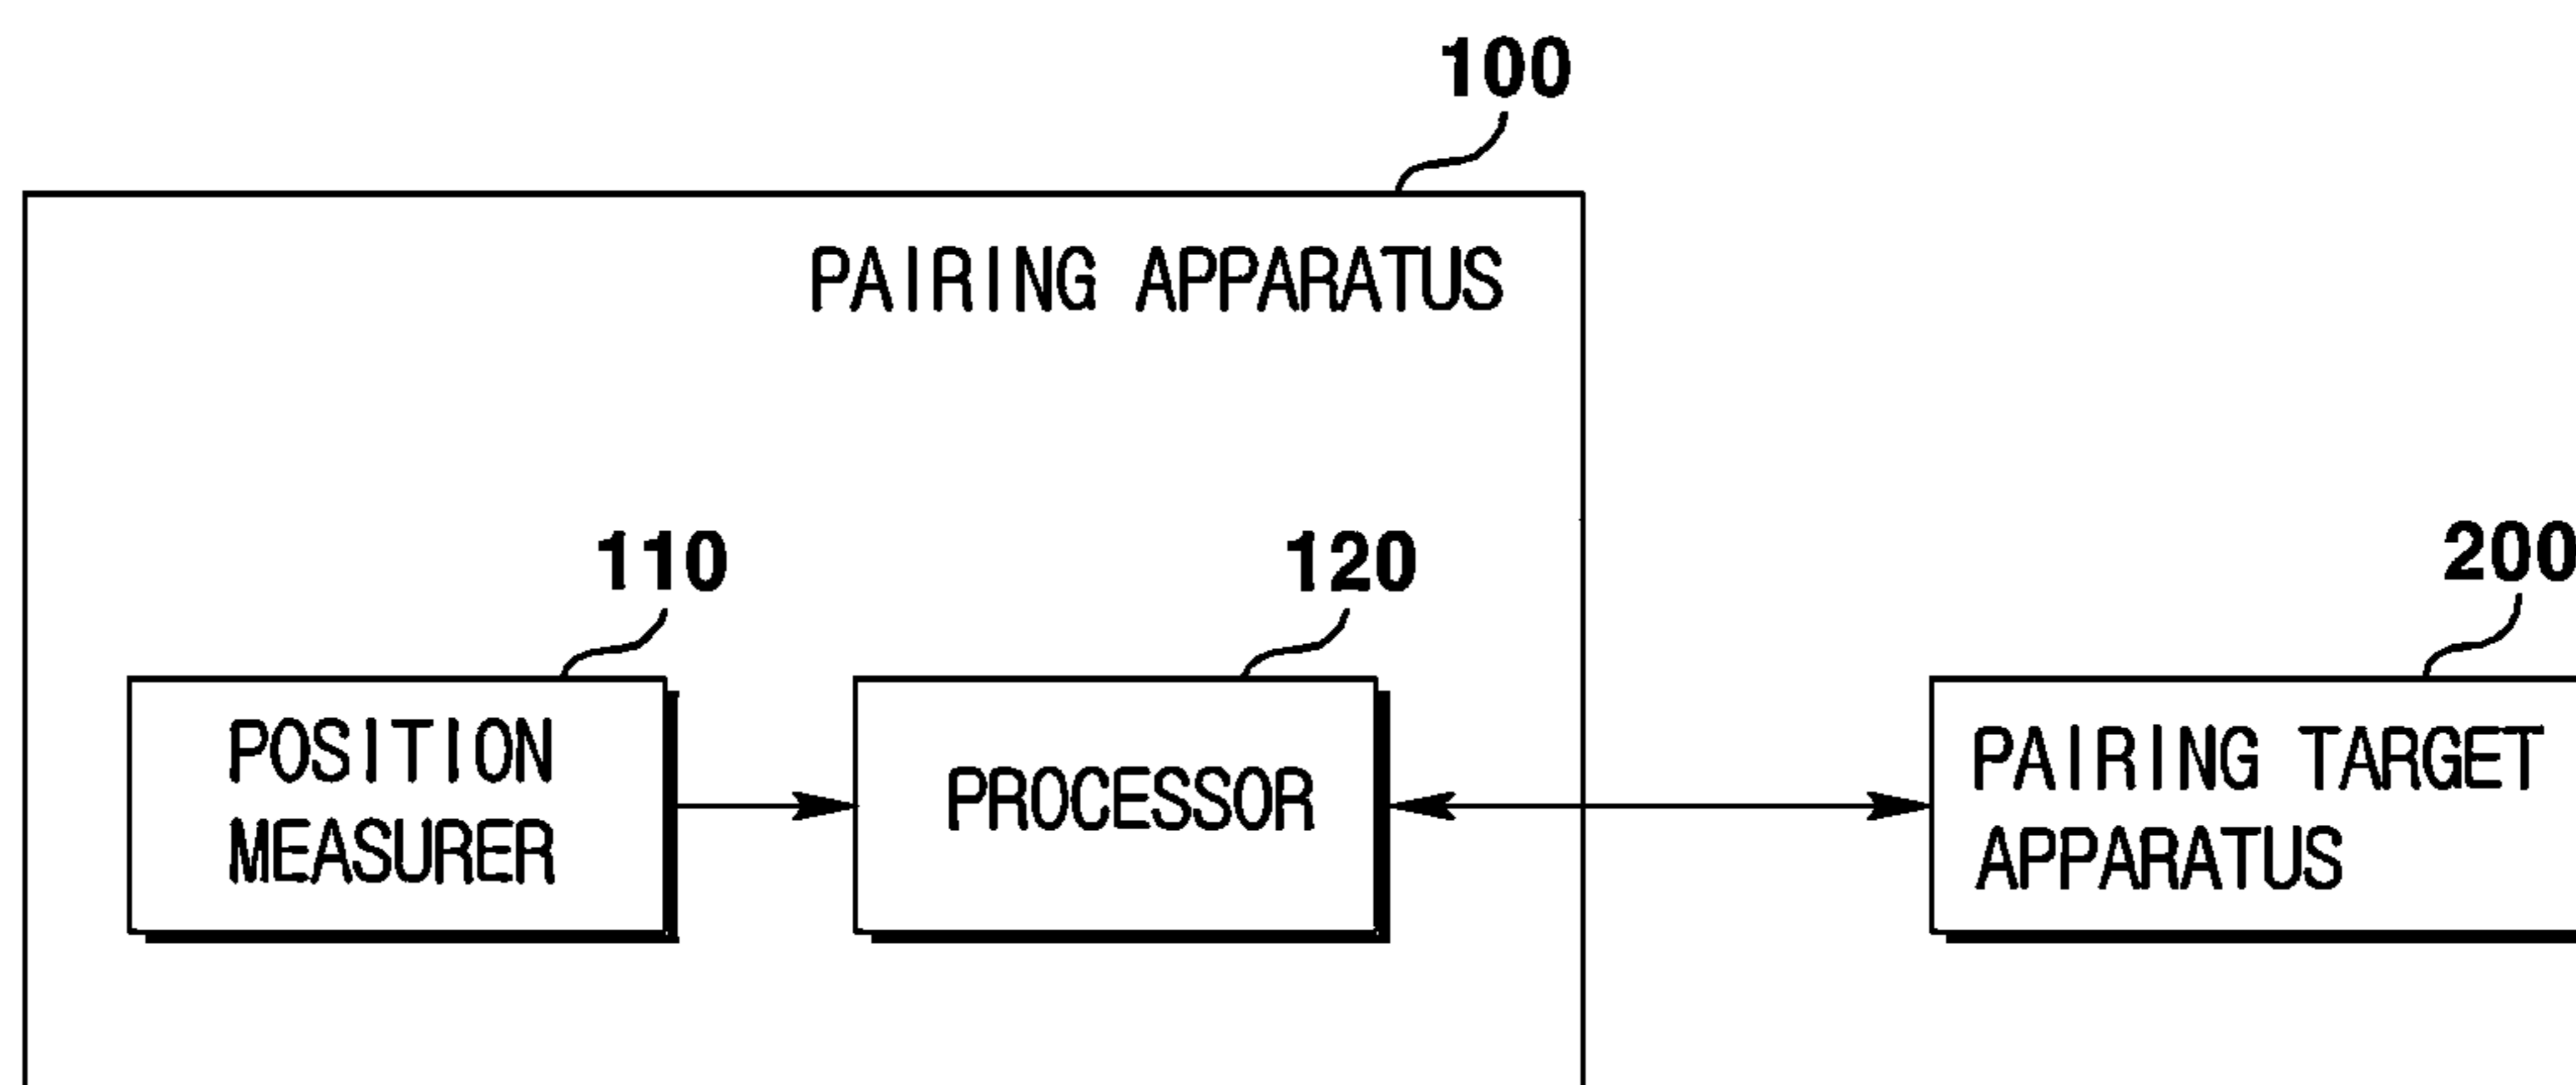 100
PAIRING APPARATUS
110
120
200
POSITION
MEASURER
PROCESSOR
PAIRING TARGET
APPARATUS